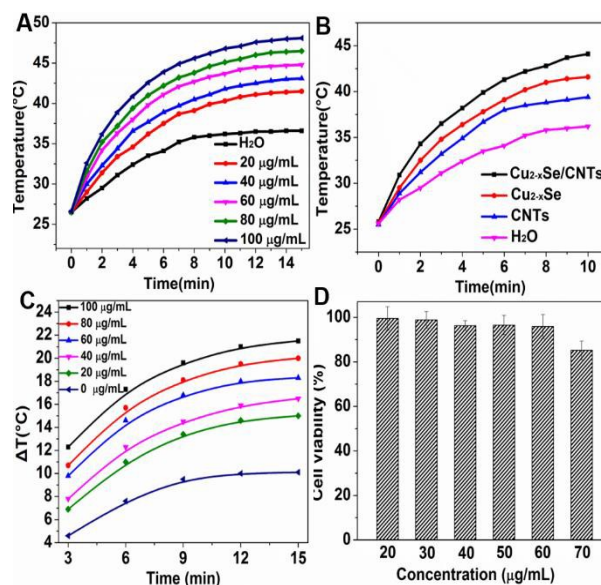 A
50
45
40
35
30
25
Temperature(°C)
H2O
20 µg/mL
40 µg/mL
60 µg/mL
80 µg/mL
100 µg/mL
0 2 4 6 8 10 12 14
Time(min)
B
45
40
35
30
25
Temperature(°C)
Cu2-xSe/CNTs
Cu2-xSe
CNTs
H2O
0 2 4 6 8 10
Time(min)
C
24
22
20
18
16
14
12
10
8
6
4
ΔT(°C)
100 µg/mL
80 µg/mL
60 µg/mL
40 µg/mL
20 µg/mL
0 µg/mL
3 6 9 12 15
Time (min)
D
100
80
60
40
20
0
Cell viability (%)
20 30 40 50 60 70
Concentration (µg/mL)